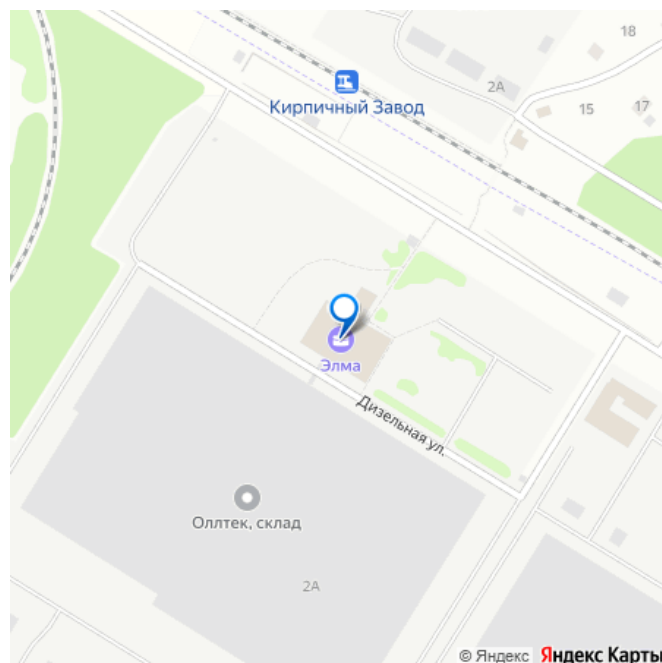 18
2А
Кирпичный Завод
15
17
Элма
Дизельная ул.
Оллтек, склад
2А
© Яндекс Яндекс Карты